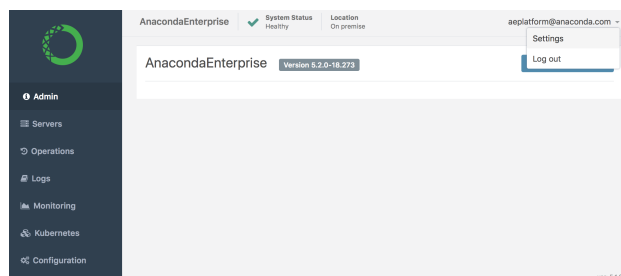 AnacondaEnterprise
System Status
Healthy
Location
On premise
aeplatform@anaconda.com
Settings
Log out
AnacondaEnterprise Version 5.2.0-18.273
Admin
Servers
Operations
Logs
Monitoring
Kubernetes
Configuration